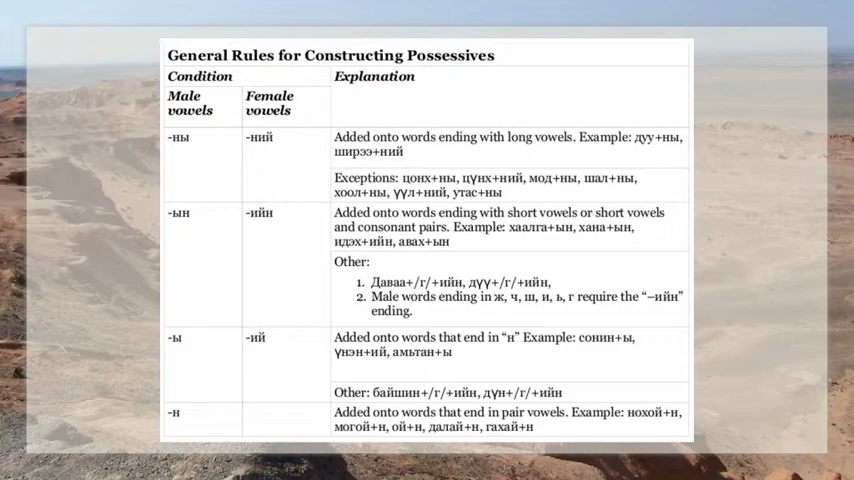 General Rules for Constructing Possessives
Condition
Explanation
Male
vowels
Female
vowels
-ны
-ний
Added onto words ending with long vowels. Example: дуу+ны,
ширээ+ний
Exceptions: цонх+ны, цүнх+ний, мод+ны, шал+ны,
хоол+ны, үүл+ний, утас+ны
-ын
-ийн
Added onto words ending with short vowels or short vowels
and consonant pairs. Example: хаалга+ын, хана+ын,
идэх+ийн, авах+ын
Other:
1. Даваа+/г/+ийн, дүү+/г/+ийн,
2. Male words ending in ж, ч, ш, и, ь, г require the “–ийн”
ending.
-ы
-ий
Added onto words that end in “н” Example: сонин+ы,
үнэн+ий, амьтан+ы
Other: байшин+/г/+ийн, дүн+/г/+ийн
-н
Added onto words that end in pair vowels. Example: нохой+н,
могой+н, ой+н, далай+н, гахай+н